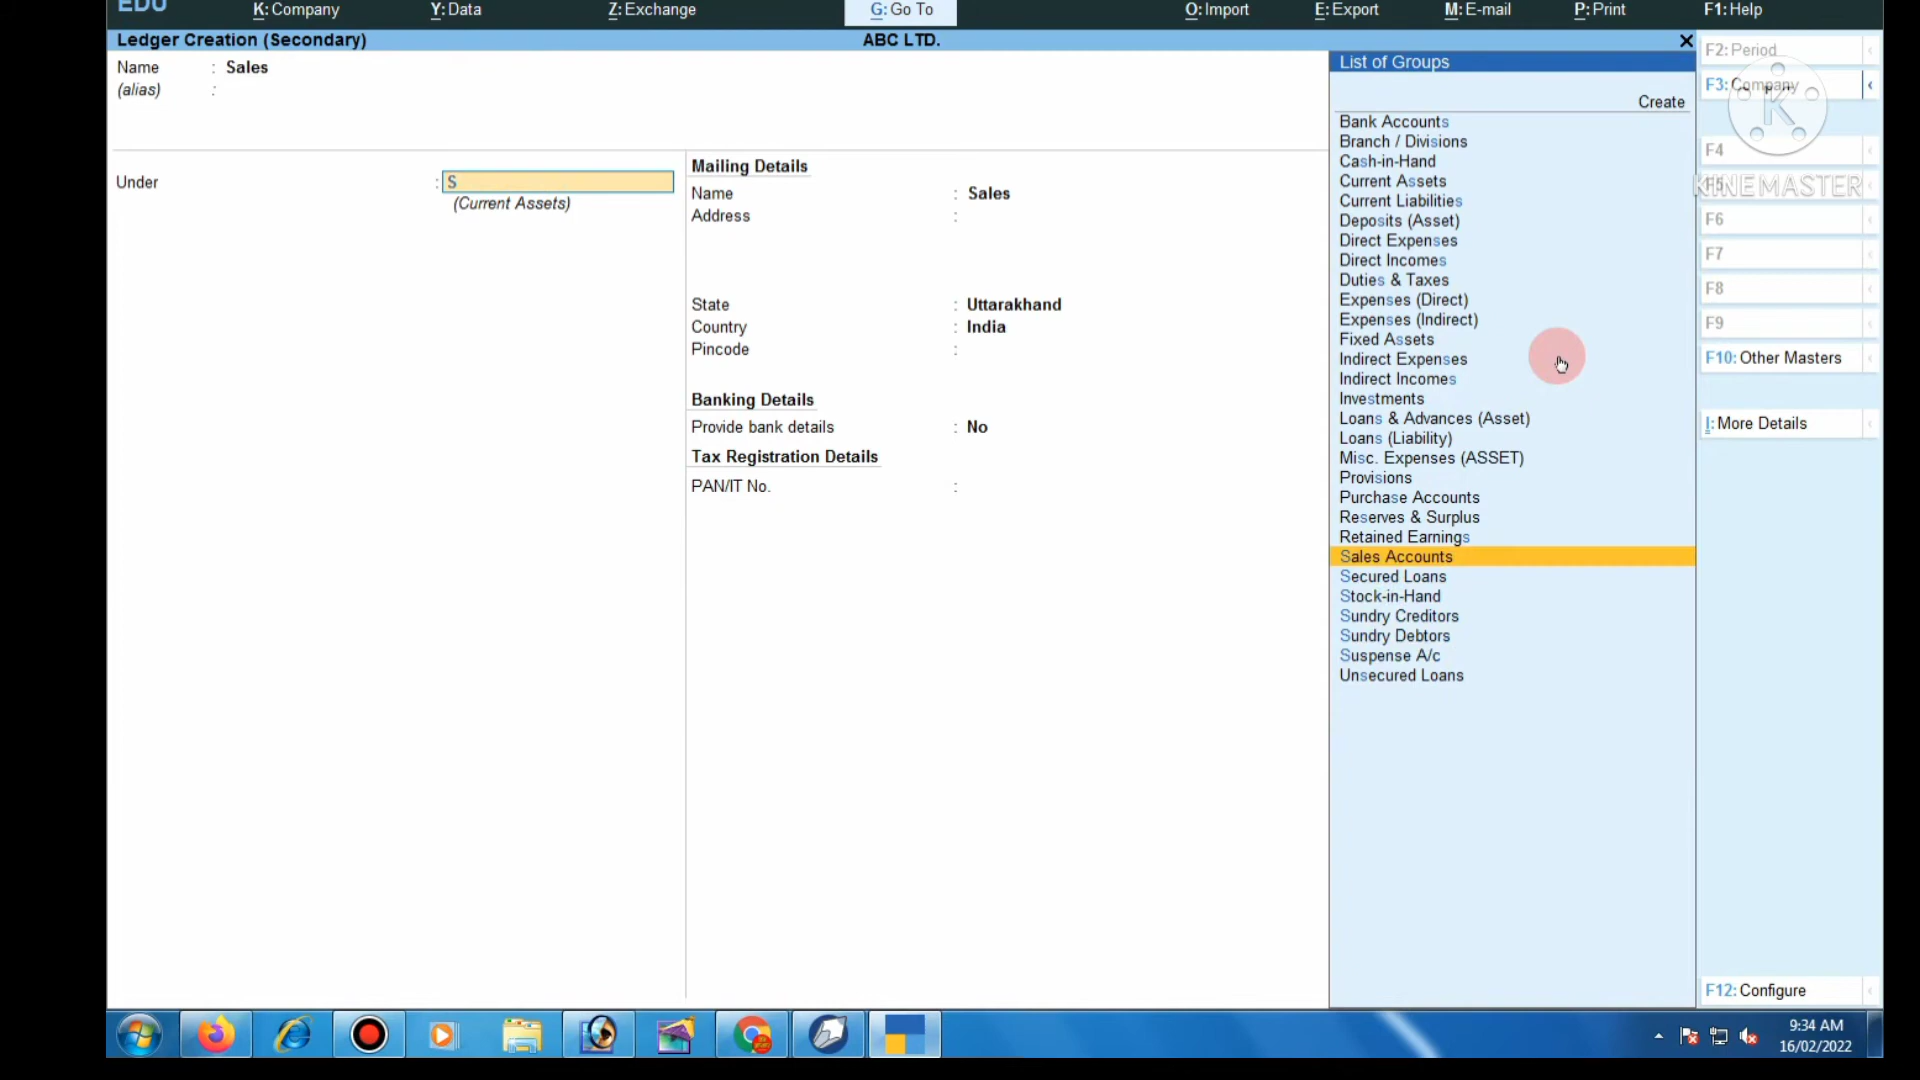 EDU
K: Company
Y: Data
Z: Exchange
G: Go To
O: Import
E: Export
M: E-mail
P: Print
F1: Help
Ledger Creation (Secondary)
ABC LTD.
Name : Sales
(alias) :
Under : S
(Current Assets)
Mailing Details
Name : Sales
Address :
State : Uttarakhand
Country : India
Pincode :
Banking Details
Provide bank details : No
Tax Registration Details
PAN/IT No. :
List of Groups
Create
Bank Accounts
Branch / Divisions
Cash-in-Hand
Current Assets
Current Liabilities
Deposits (Asset)
Direct Expenses
Direct Incomes
Duties & Taxes
Expenses (Direct)
Expenses (Indirect)
Fixed Assets
Indirect Expenses
Indirect Incomes
Investments
Loans & Advances (Asset)
Loans (Liability)
Misc. Expenses (ASSET)
Provisions
Purchase Accounts
Reserves & Surplus
Retained Earnings
Sales Accounts
Secured Loans
Stock-in-Hand
Sundry Creditors
Sundry Debtors
Suspense A/c
Unsecured Loans
F2: Period
F3: Company
K
F4
F5
KINEMASTER
F6
F7
F8
F9
F10: Other Masters
I: More Details
F12: Configure
9:34 AM
16/02/2022